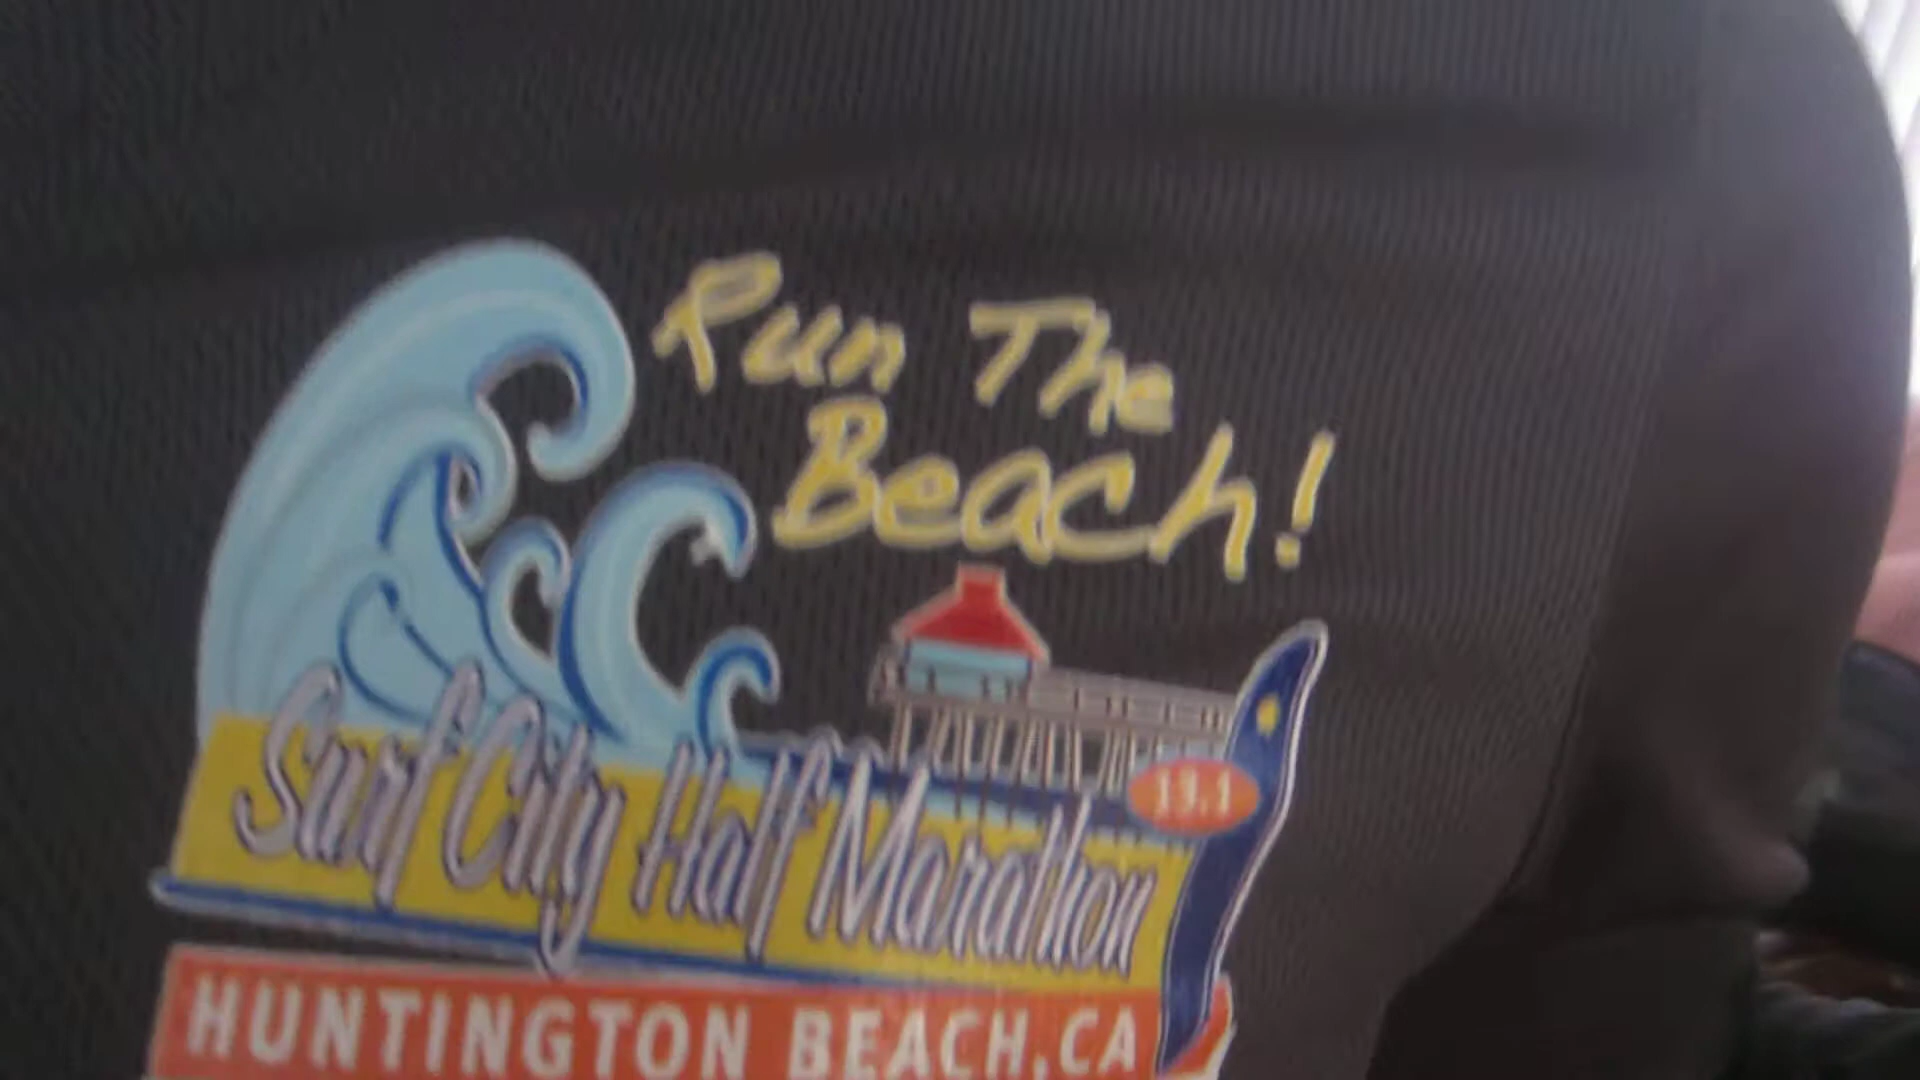 Run The
Beach!
13.1
Surf City Half Marathon
HUNTINGTON BEACH, CA